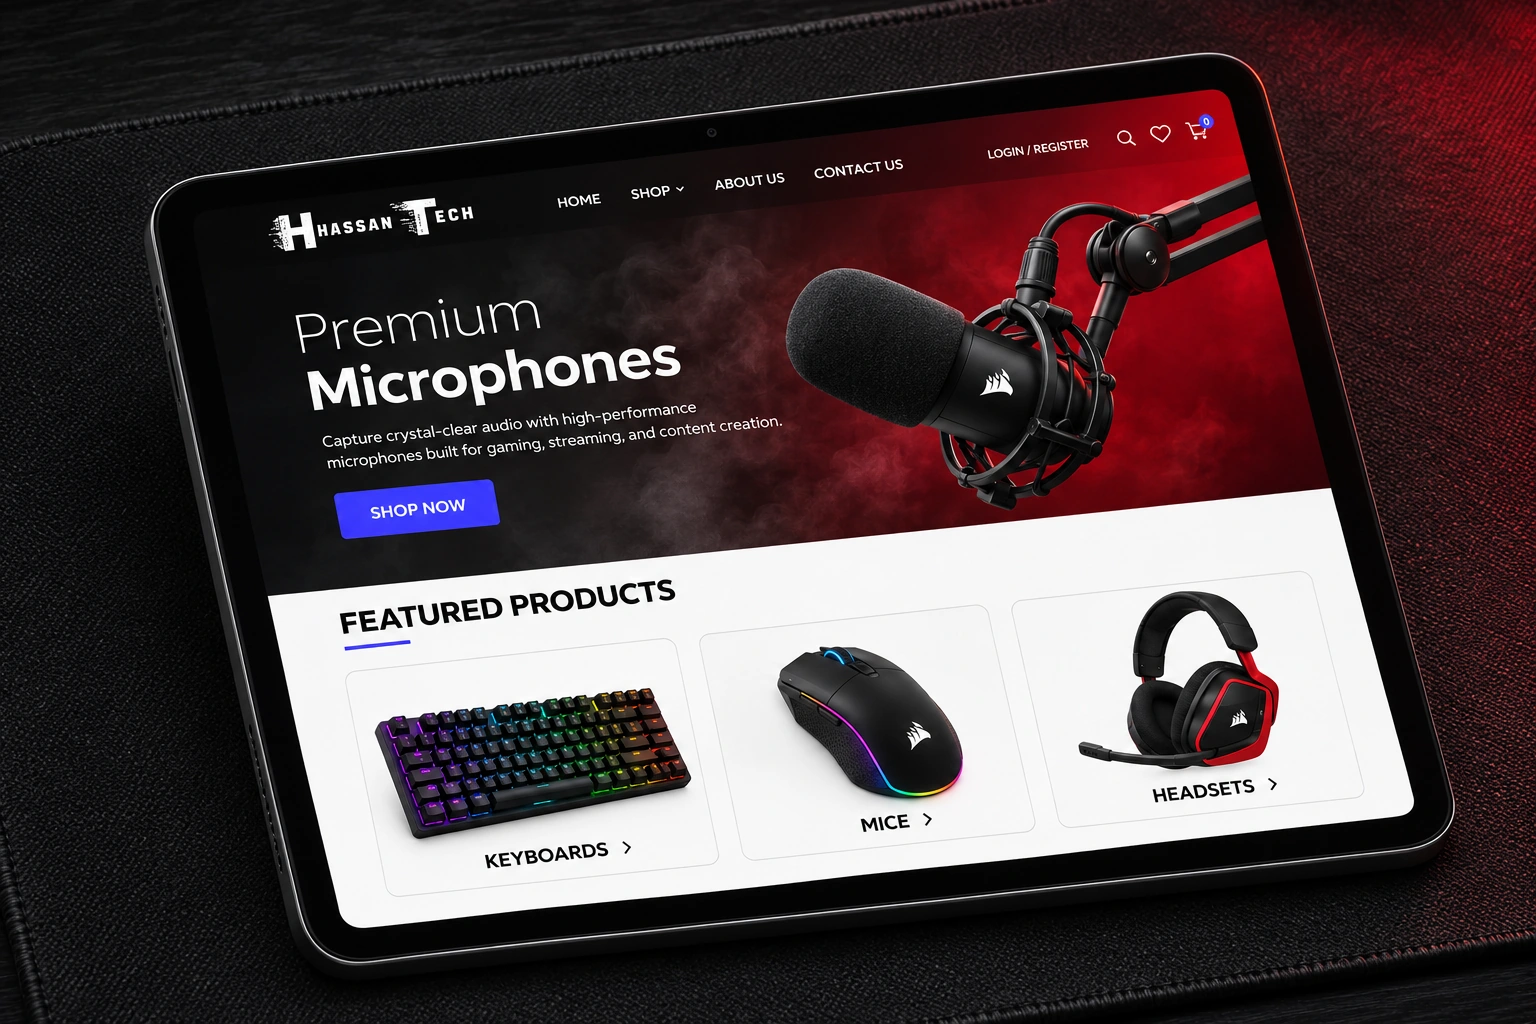 HHASSAN TECH
HOME
SHOP
ABOUT US
CONTACT US
LOGIN / REGISTER
0
Premium
Microphones
Capture crystal-clear audio with high-performance
microphones built for gaming, streaming, and content creation.
SHOP NOW
FEATURED PRODUCTS
KEYBOARDS
MICE
HEADSETS